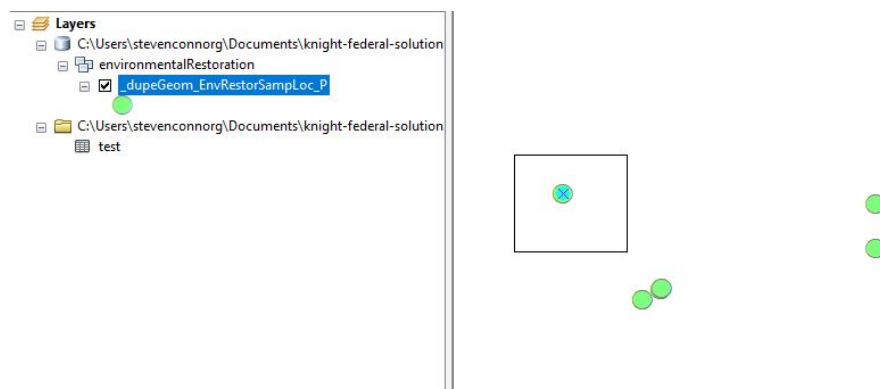 Layers
C:\Users\stevenconnorg\Documents\knight-federal-solution
environmentalRestoration
_dupeGeom_EnvRestorSampLoc_P
C:\Users\stevenconnorg\Documents\knight-federal-solution
test